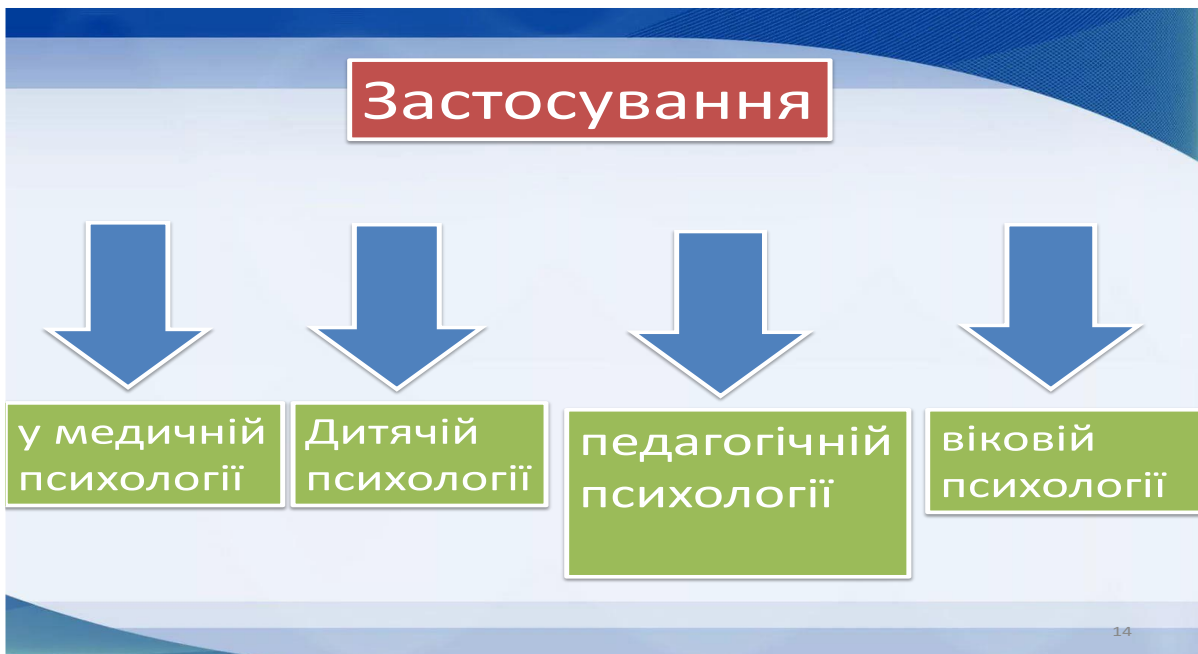 Застосування
у медичній
психології
Дитячій
психології
педагогічній
психології
віковій
психології
14